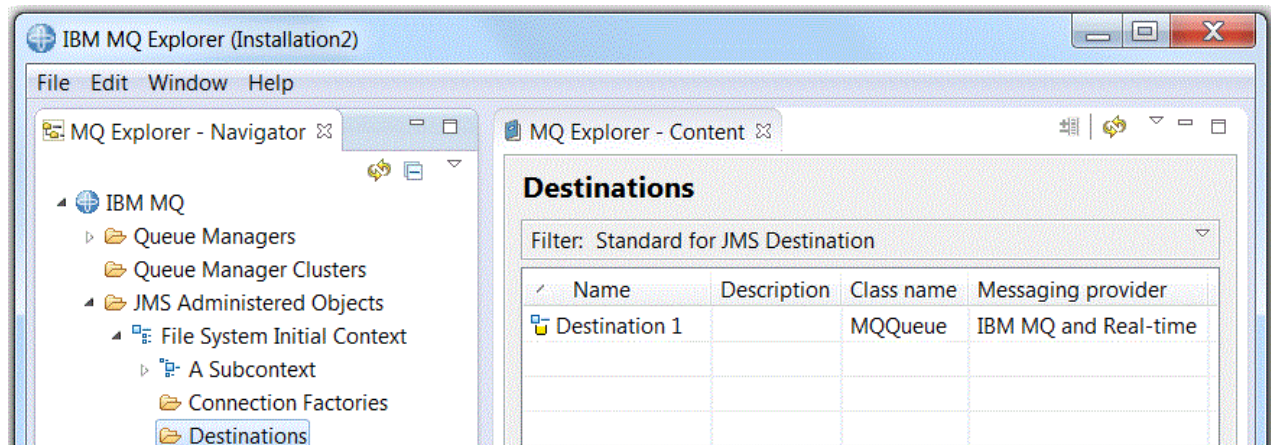 IBM MQ Explorer (Installation2)
File Edit Window Help
MQ Explorer - Navigator
IBM MQ
Queue Managers
Queue Manager Clusters
JMS Administered Objects
File System Initial Context
A Subcontext
Connection Factories
Destinations
MQ Explorer - Content
Destinations
Filter: Standard for JMS Destination
Name Description Class name Messaging provider
Destination 1 MQQueue IBM MQ and Real-time